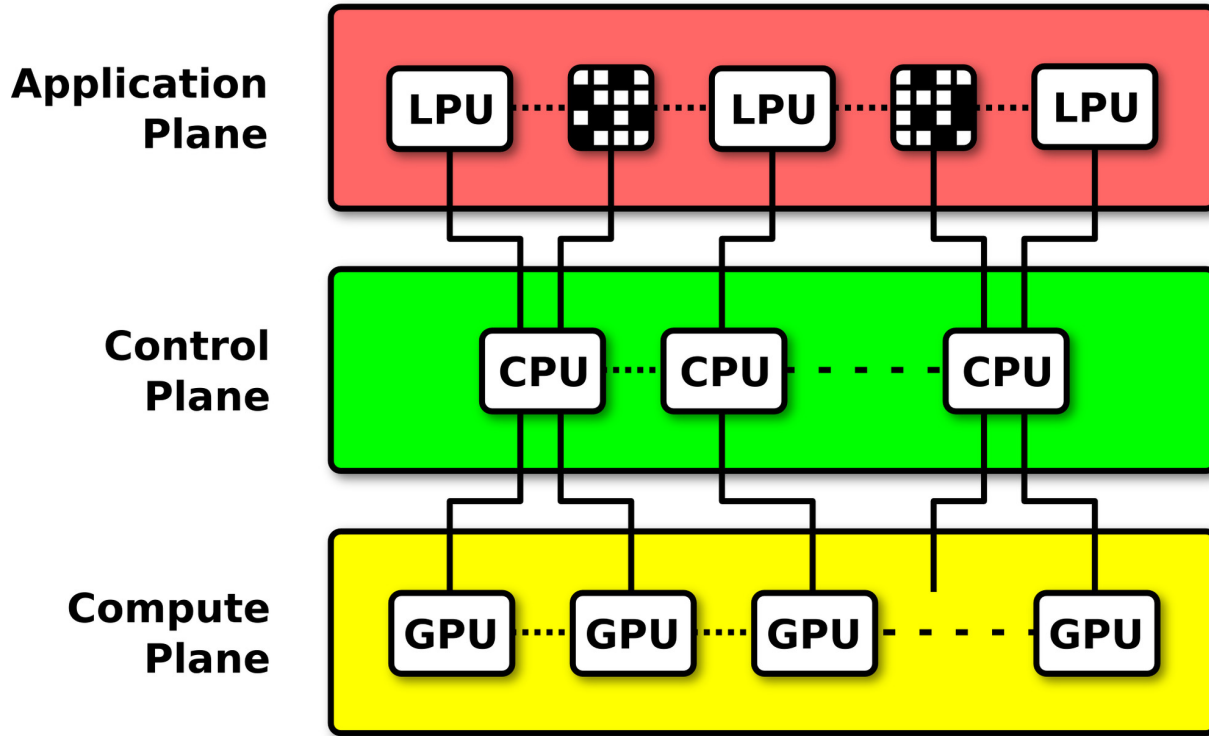 Application
Plane
LPU
LPU
LPU
Control
Plane
CPU
CPU
CPU
Compute
Plane
GPU
GPU
GPU
GPU